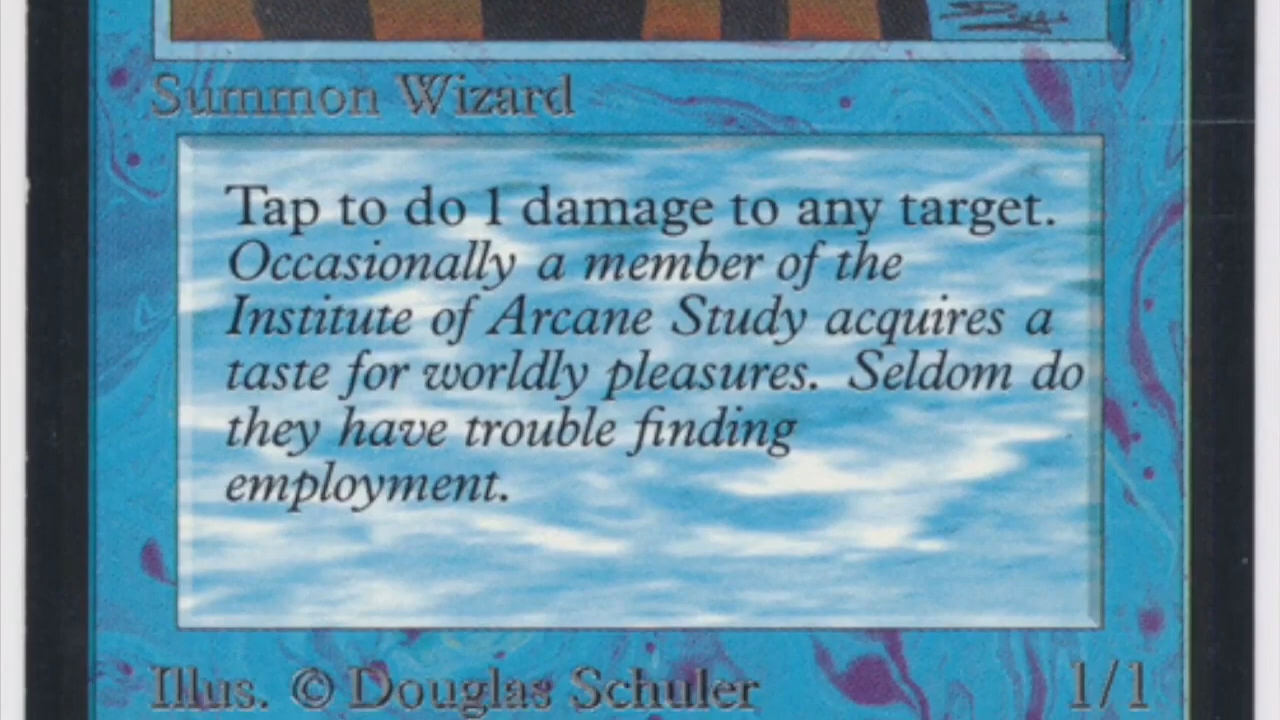 Summon Wizard
Tap to do 1 damage to any target.
Occasionally a member of the
Institute of Arcane Study acquires a
taste for worldly pleasures. Seldom do
they have trouble finding
employment.
Illus. © Douglas Schuler
1/1